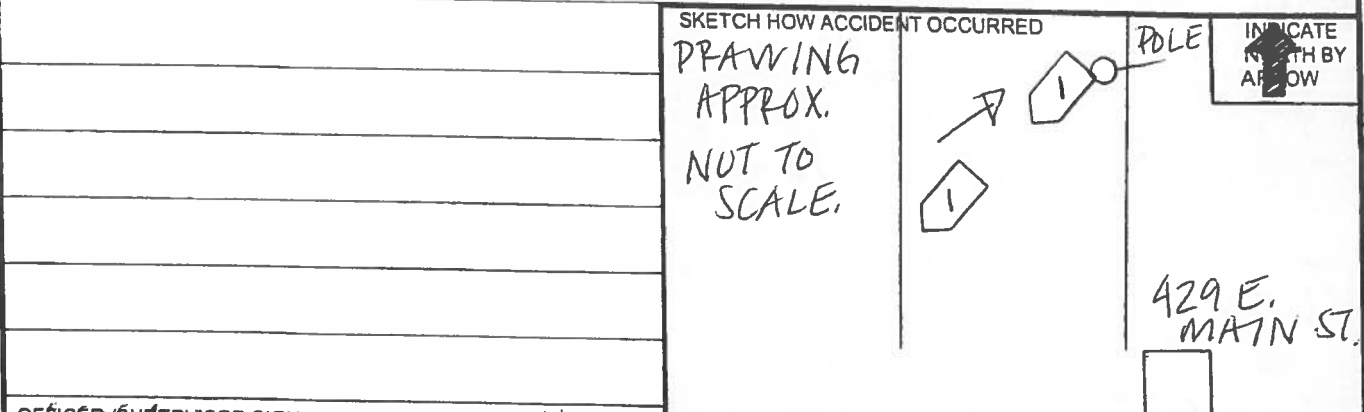 SKETCH HOW ACCIDENT OCCURRED
DRAWING
APPROX.
NOT TO
SCALE.
1
1
POLE
INDICATE
NORTH BY
ARROW
429 E.
MAIN ST.